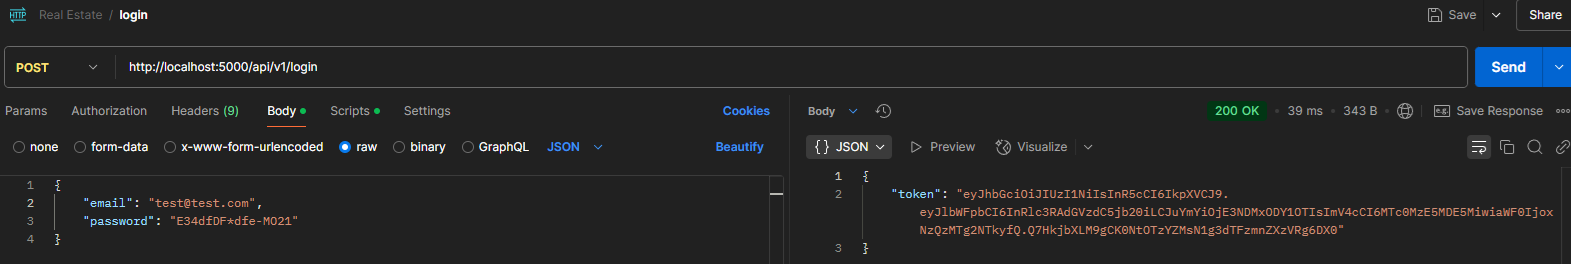 HTTP Real Estate / login Save Share
POST http://localhost:5000/api/v1/login Send
Params Authorization Headers (9) Body Scripts Settings Cookies
Body 200 OK 39 ms 343 B e.g. Save Response
none form-data x-www-form-urlencoded raw binary GraphQL JSON Beautify
{} JSON Preview Visualize
1 {
2 "email": "test@test.com",
3 "password": "E34dfDF*dfe-MO21"
4 }
1 {
2 "token": "eyJhbGciOiJIUzI1NiIsInR5cCI6IkpXVCJ9.
eyJlbWFpbCI6InRlc3RAdGVzdC5jb20iLCJuYmYiOjE3NDMxODY1OTIsImV4cCI6MTc0MzE5MDE5MiwiaWF0Ijox
NzQzMTg2NTkyfQ.Q7HkjbXLM9gCK0NtOTzYZMsN1g3dTFzmnZXzVRg6DX0"
3 }